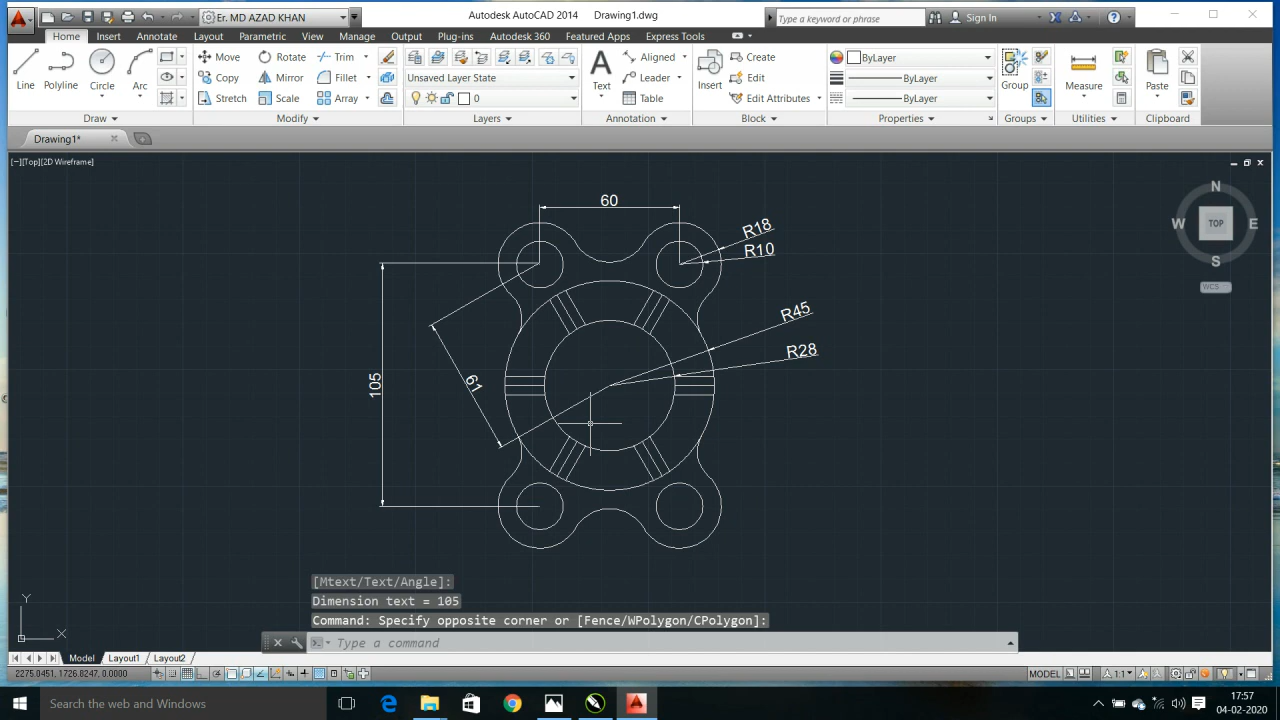 Er. MD AZAD KHAN
Autodesk AutoCAD 2014 Drawing1.dwg
Type a keyword or phrase
Sign In
Home Insert Annotate Layout Parametric View Manage Output Plug-ins Autodesk 360 Featured Apps Express Tools
Line Polyline Circle Arc
Move Rotate Trim
Copy Mirror Fillet
Stretch Scale Array
Unsaved Layer State
0
Text
Aligned
Leader
Table
Insert
Create
Edit
Edit Attributes
ByLayer
ByLayer
ByLayer
Group
Measure
Paste
Draw Modify Layers Annotation Block Properties Groups Utilities Clipboard
Drawing1*
[−][Top][2D Wireframe]
N
W TOP E
S
WCS
60
R18
R10
R45
R28
105
61
Y
X
[Mtext/Text/Angle]:
Dimension text = 105
Command: Specify opposite corner or [Fence/WPolygon/CPolygon]:
Type a command
Model Layout1 Layout2
2275.0451, 1726.8247, 0.0000
MODEL
1:1
Search the web and Windows
17:57
04-02-2020